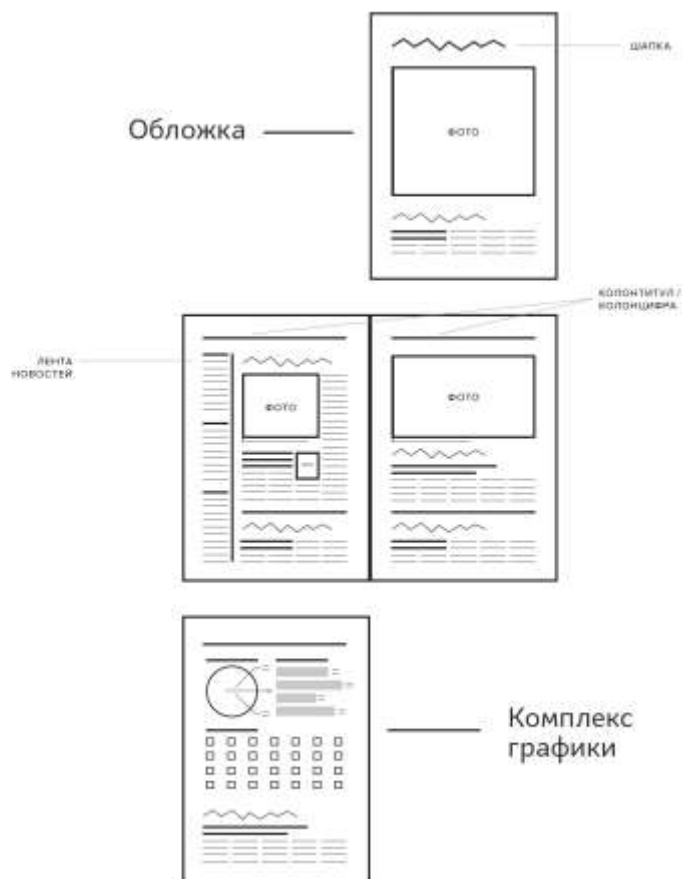 ШАПКА
Обложка
ФОТО
КОЛОНТИТУЛ /
КОЛОНЦИФРА
ЛЕНТА
НОВОСТЕЙ
ФОТО
ФОТО
Комплекс
графики